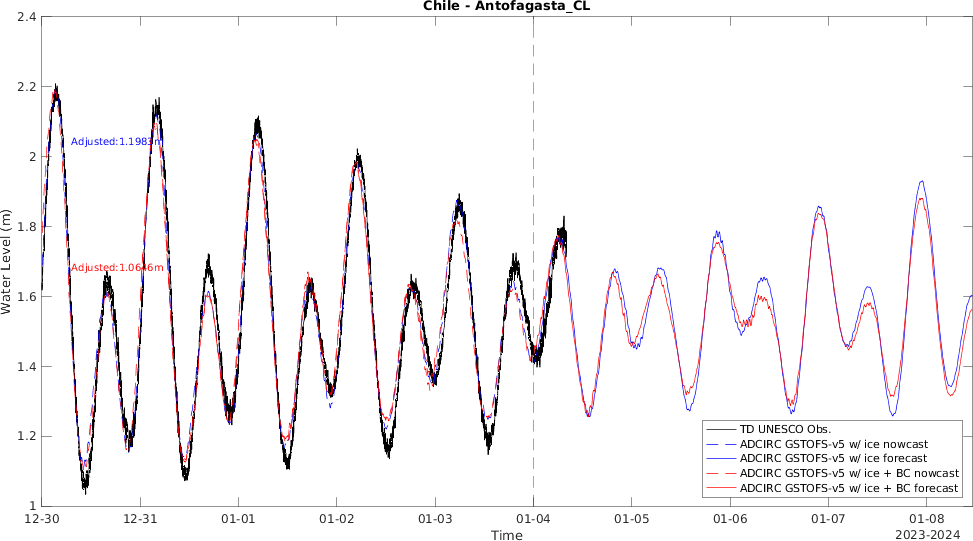 Chile - Antofagasta_CL
2.4
2.2
2
1.8
1.6
1.4
1.2
1
Water Level (m)
Adjusted:1.1983m
Adjusted:1.0646m
TD UNESCO Obs.
ADCIRC GSTOFS-v5 w/ ice nowcast
ADCIRC GSTOFS-v5 w/ ice forecast
ADCIRC GSTOFS-v5 w/ ice + BC nowcast
ADCIRC GSTOFS-v5 w/ ice + BC forecast
12-30 12-31 01-01 01-02 01-03 01-04 01-05 01-06 01-07 01-08
Time
2023-2024